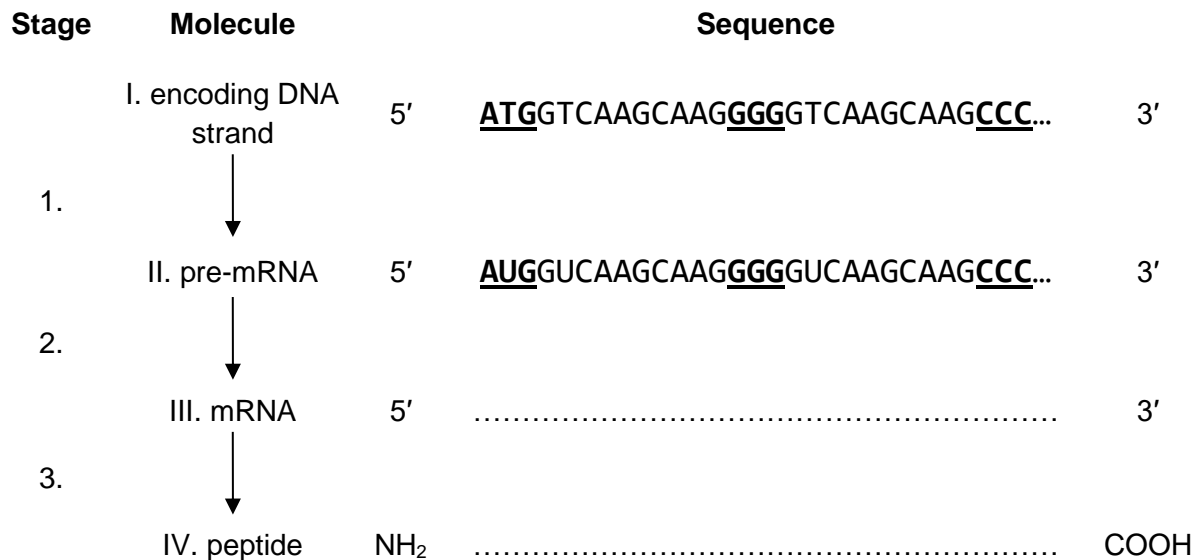 Stage Molecule Sequence
I. encoding DNA
strand 5′ ATGGTCAAGCAAGGGGGTCAAGCAAGCCC… 3′
1.
II. pre-mRNA 5′ AUGGUCAAGCAAGGGGGUCAAGCAAGCCC… 3′
2.
III. mRNA 5′ ………………………………………………… 3′
3.
IV. peptide NH₂ ………………………………………………… COOH